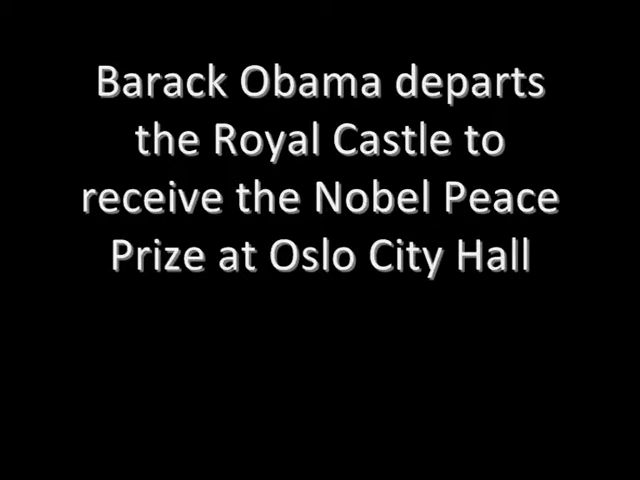 Barack Obama departs
the Royal Castle to
receive the Nobel Peace
Prize at Oslo City Hall